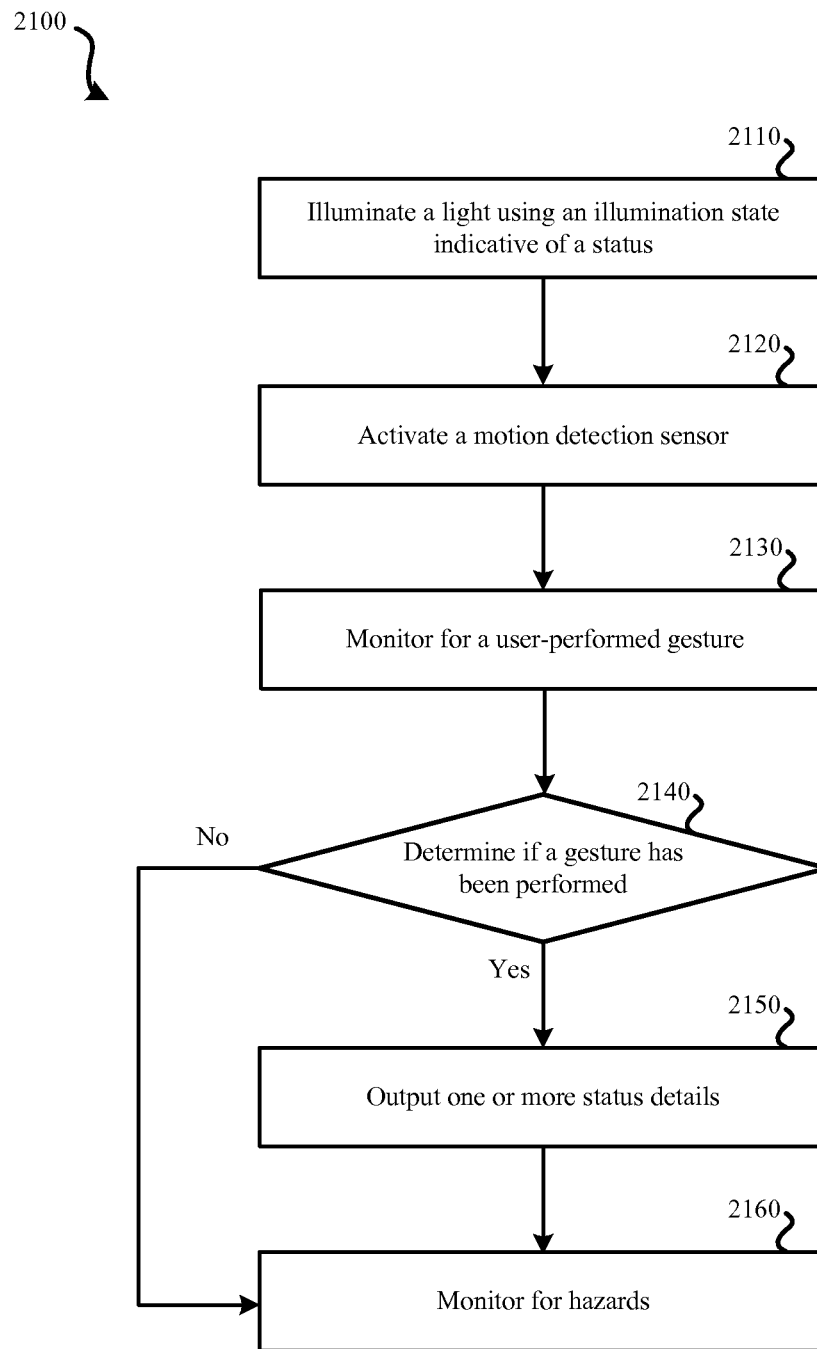 2100
2110
Illuminate a light using an illumination state
indicative of a status
2120
Activate a motion detection sensor
2130
Monitor for a user-performed gesture
2140
No
Determine if a gesture has
been performed
Yes
2150
Output one or more status details
2160
Monitor for hazards